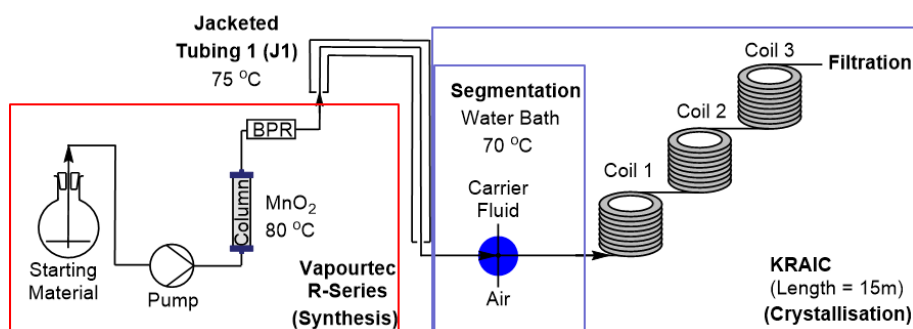 Jacketed
Tubing 1 (J1)
75 °C
BPR
Column
MnO₂
80 °C
Starting
Material
Pump
Vapourtec
R-Series
(Synthesis)
Segmentation
Water Bath
70 °C
Carrier
Fluid
Air
Coil 1
Coil 2
Coil 3
Filtration
KRAIC
(Length = 15m)
(Crystallisation)